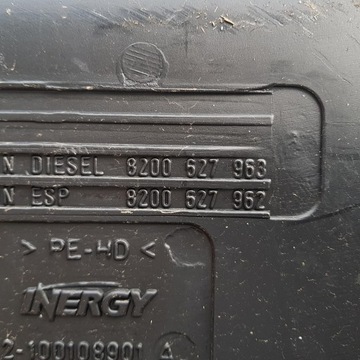 N DIESEL 8200 627 963
N ESP 8200 627 962
> PE-HD <
INERGY
2-100108901 A